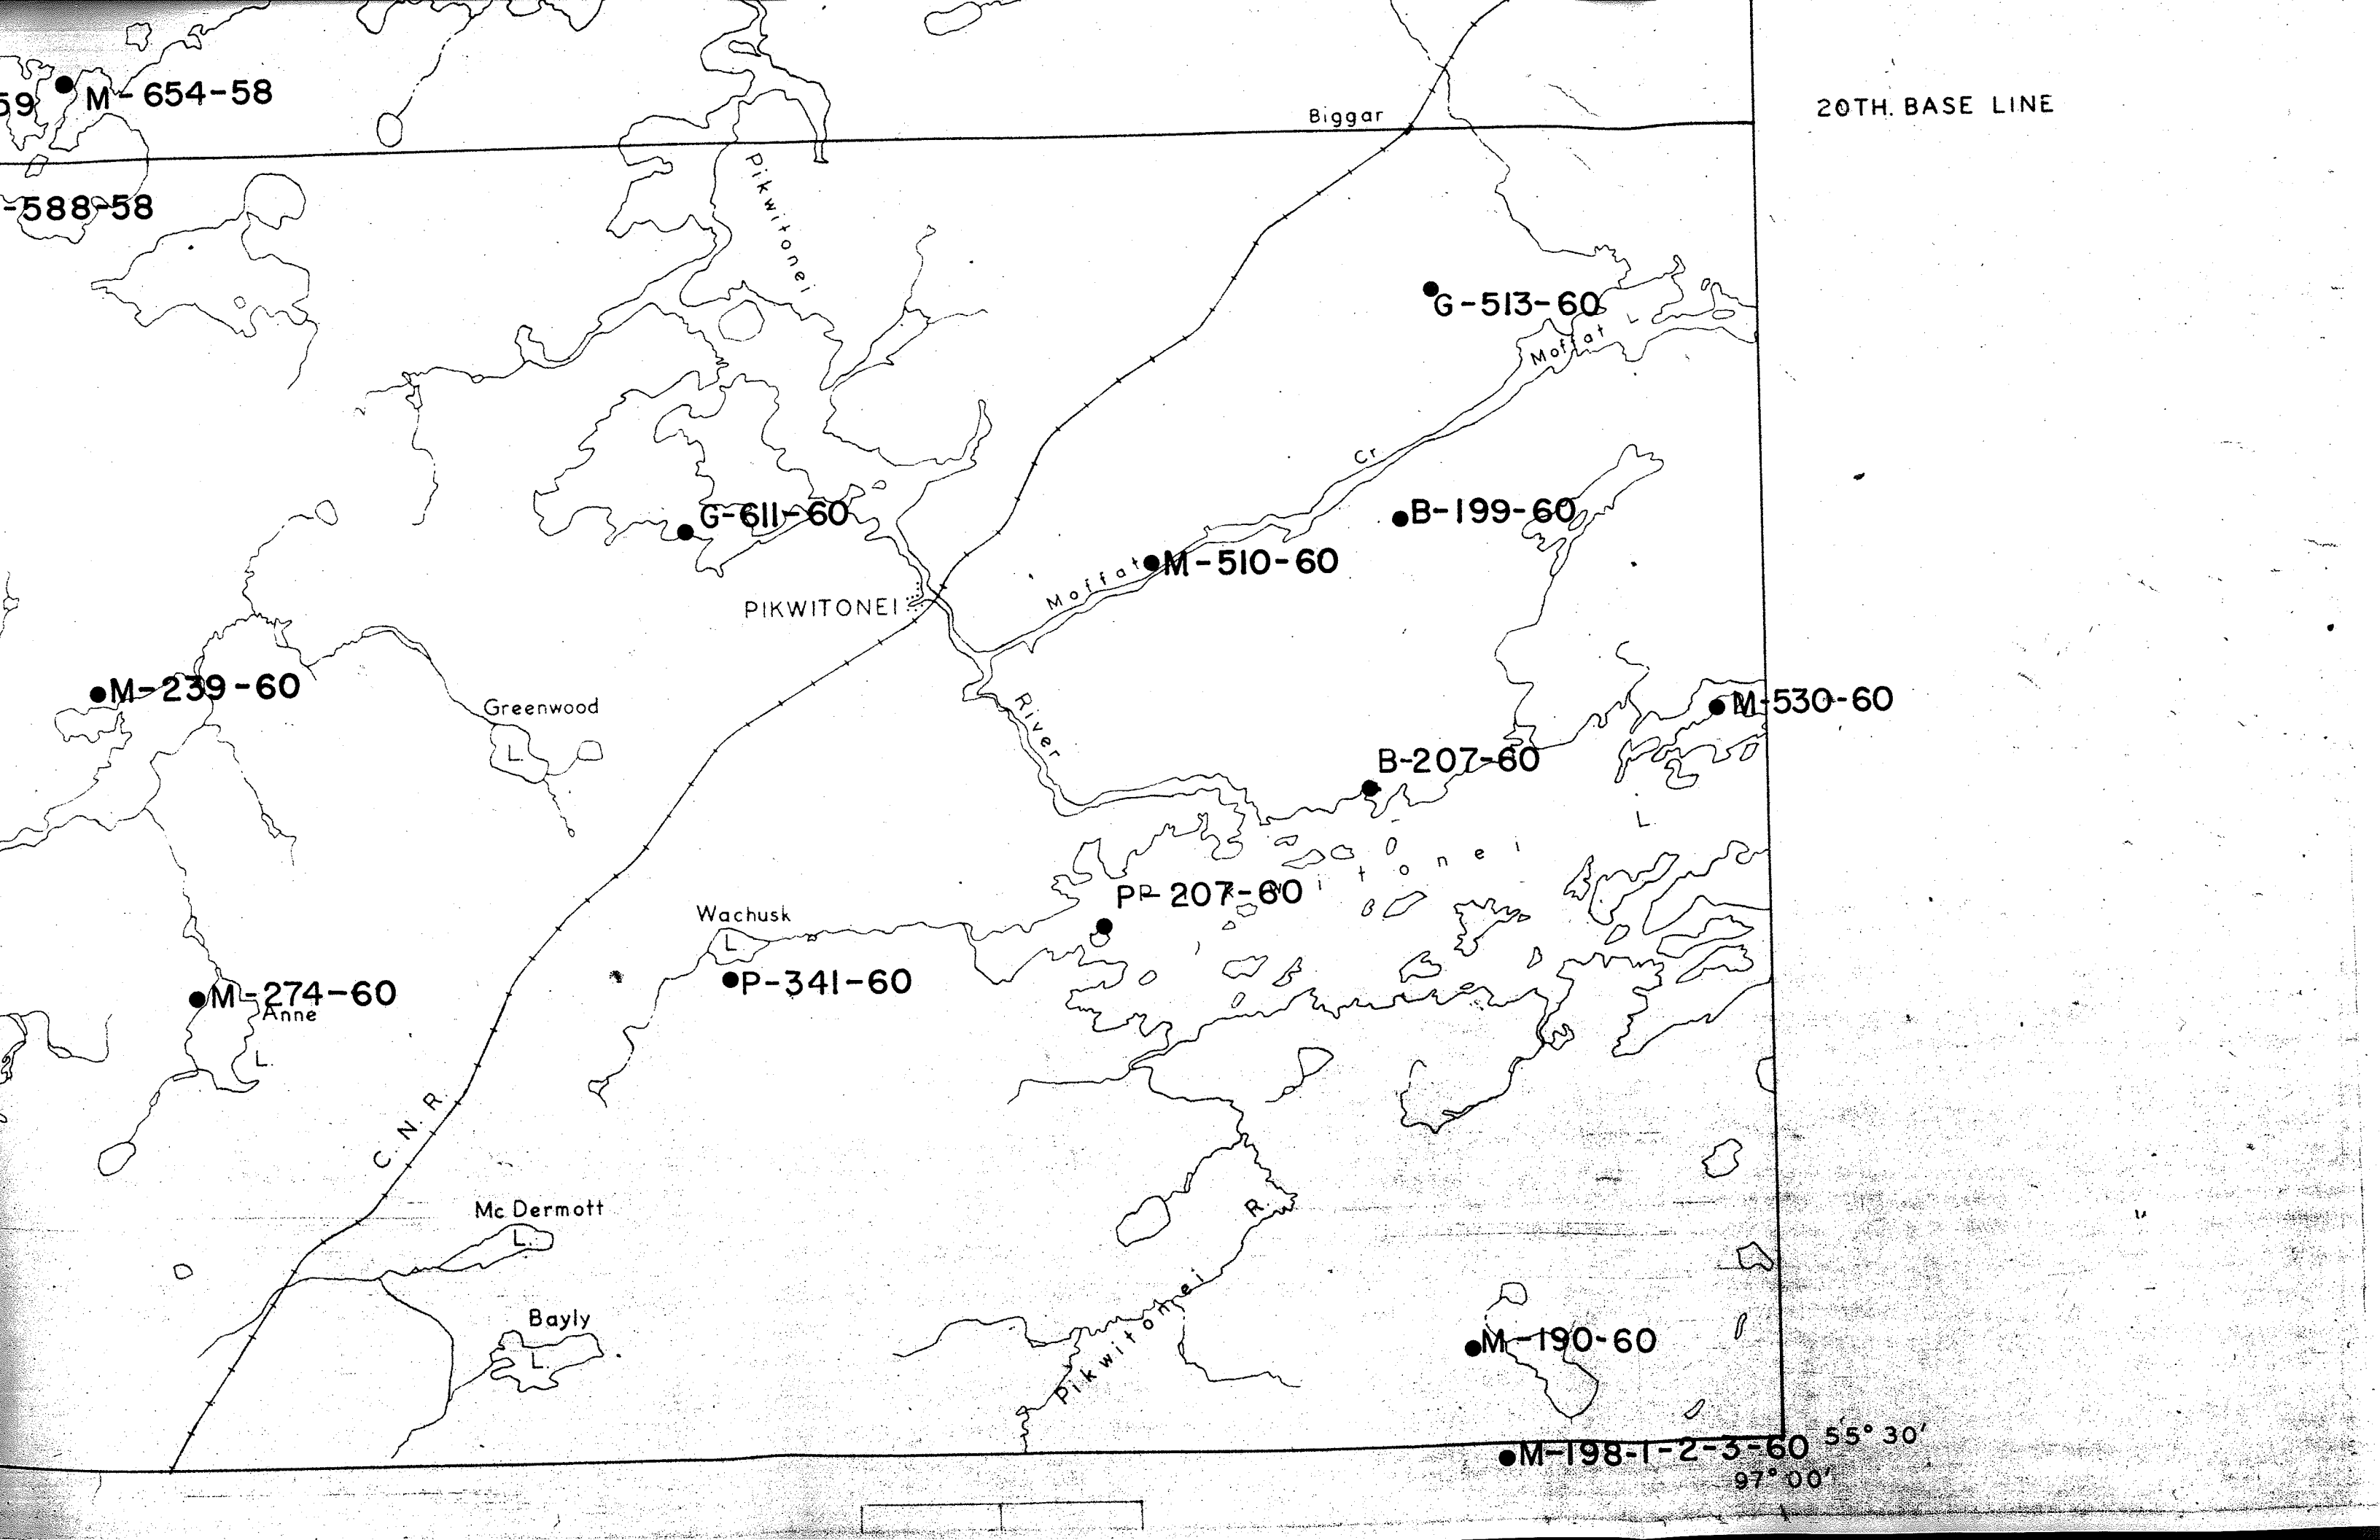 59
M-654-58
Biggar
20TH. BASE LINE
-588-58
Pikwitonei
G-513-60
Moffat L
Cr.
G-611-60
B-199-60
M-510-60
Moffat
PIKWITONEI
M-239-60
Greenwood
L
River
M-530-60
B-207-60
L.
itonei
PP-207-60
Wachusk
L
P-341-60
M-274-60
Anne
L.
C. N. R.
Mc Dermott
L.
R.
Pikwitonei
Bayly
L.
M-190-60
M-198-1-2-3-60
55° 30'
97° 00'